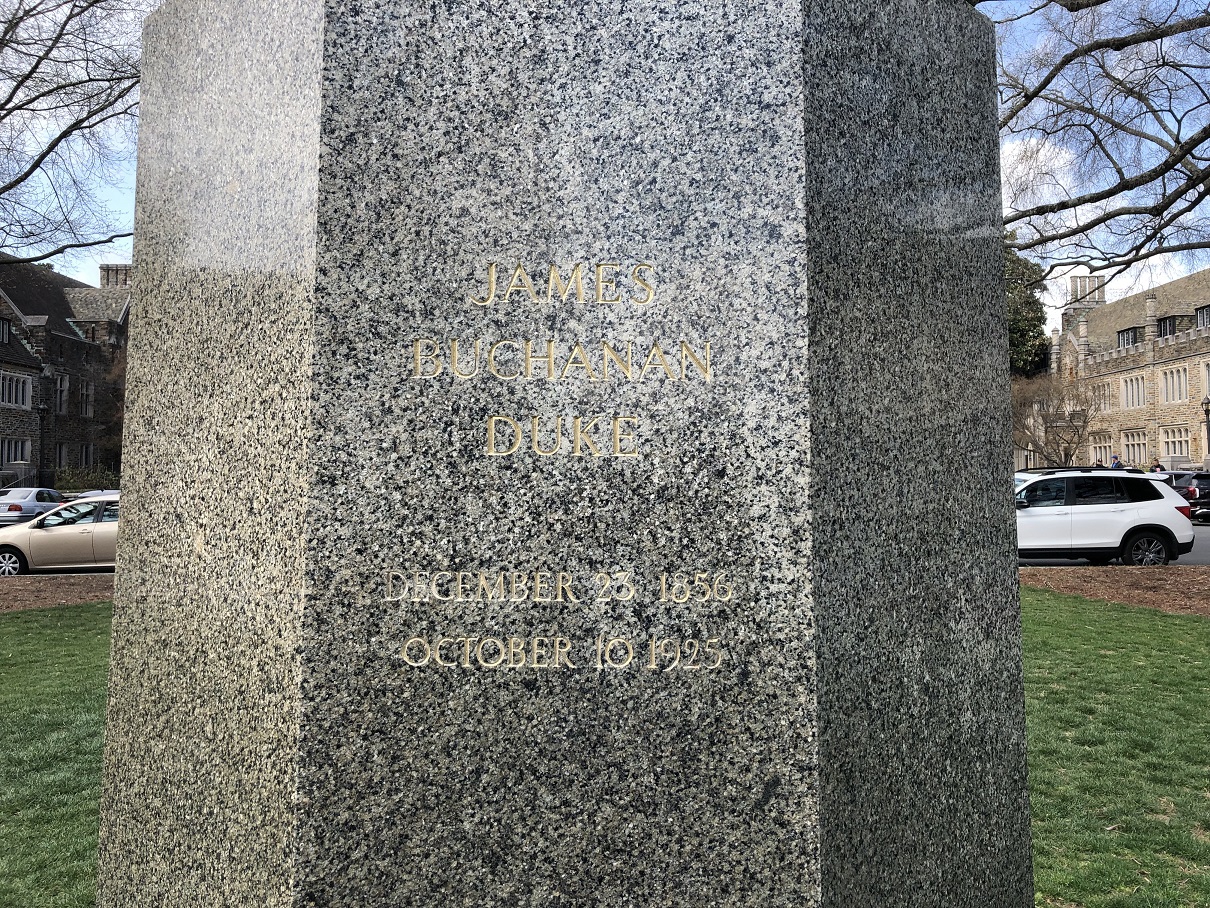 JAMES
BUCHANAN
DUKE
DECEMBER 23 1856
OCTOBER 10 1925